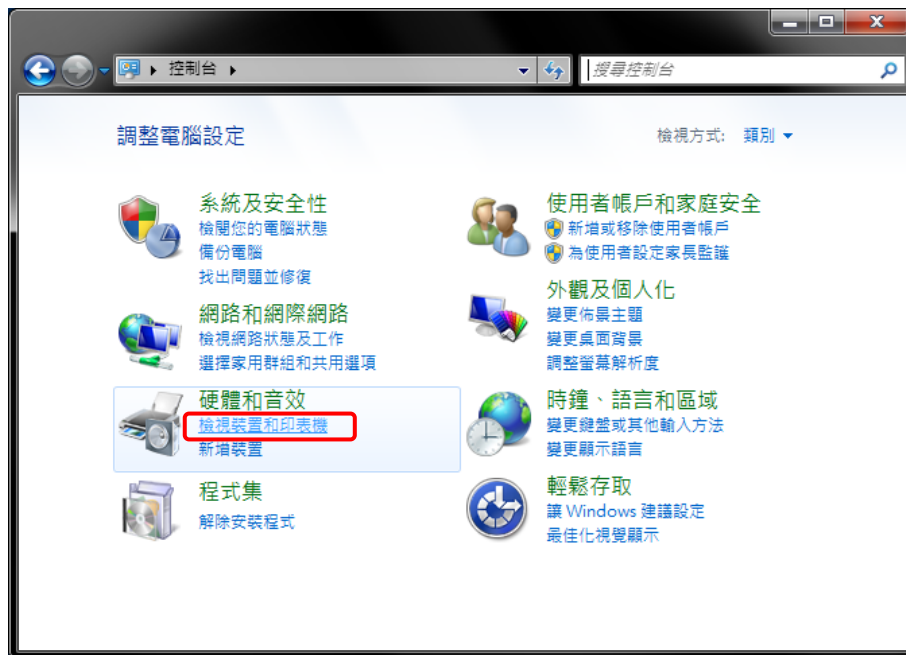 控制台
搜尋控制台
調整電腦設定
檢視方式: 類別
系統及安全性
檢閱您的電腦狀態
備份電腦
找出問題並修復
網路和網際網路
檢視網路狀態及工作
選擇家用群組和共用選項
硬體和音效
檢視裝置和印表機
新增裝置
程式集
解除安裝程式
使用者帳戶和家庭安全
新增或移除使用者帳戶
為使用者設定家長監護
外觀及個人化
變更佈景主題
變更桌面背景
調整螢幕解析度
時鐘、語言和區域
變更鍵盤或其他輸入方法
變更顯示語言
輕鬆存取
讓 Windows 建議設定
最佳化視覺顯示